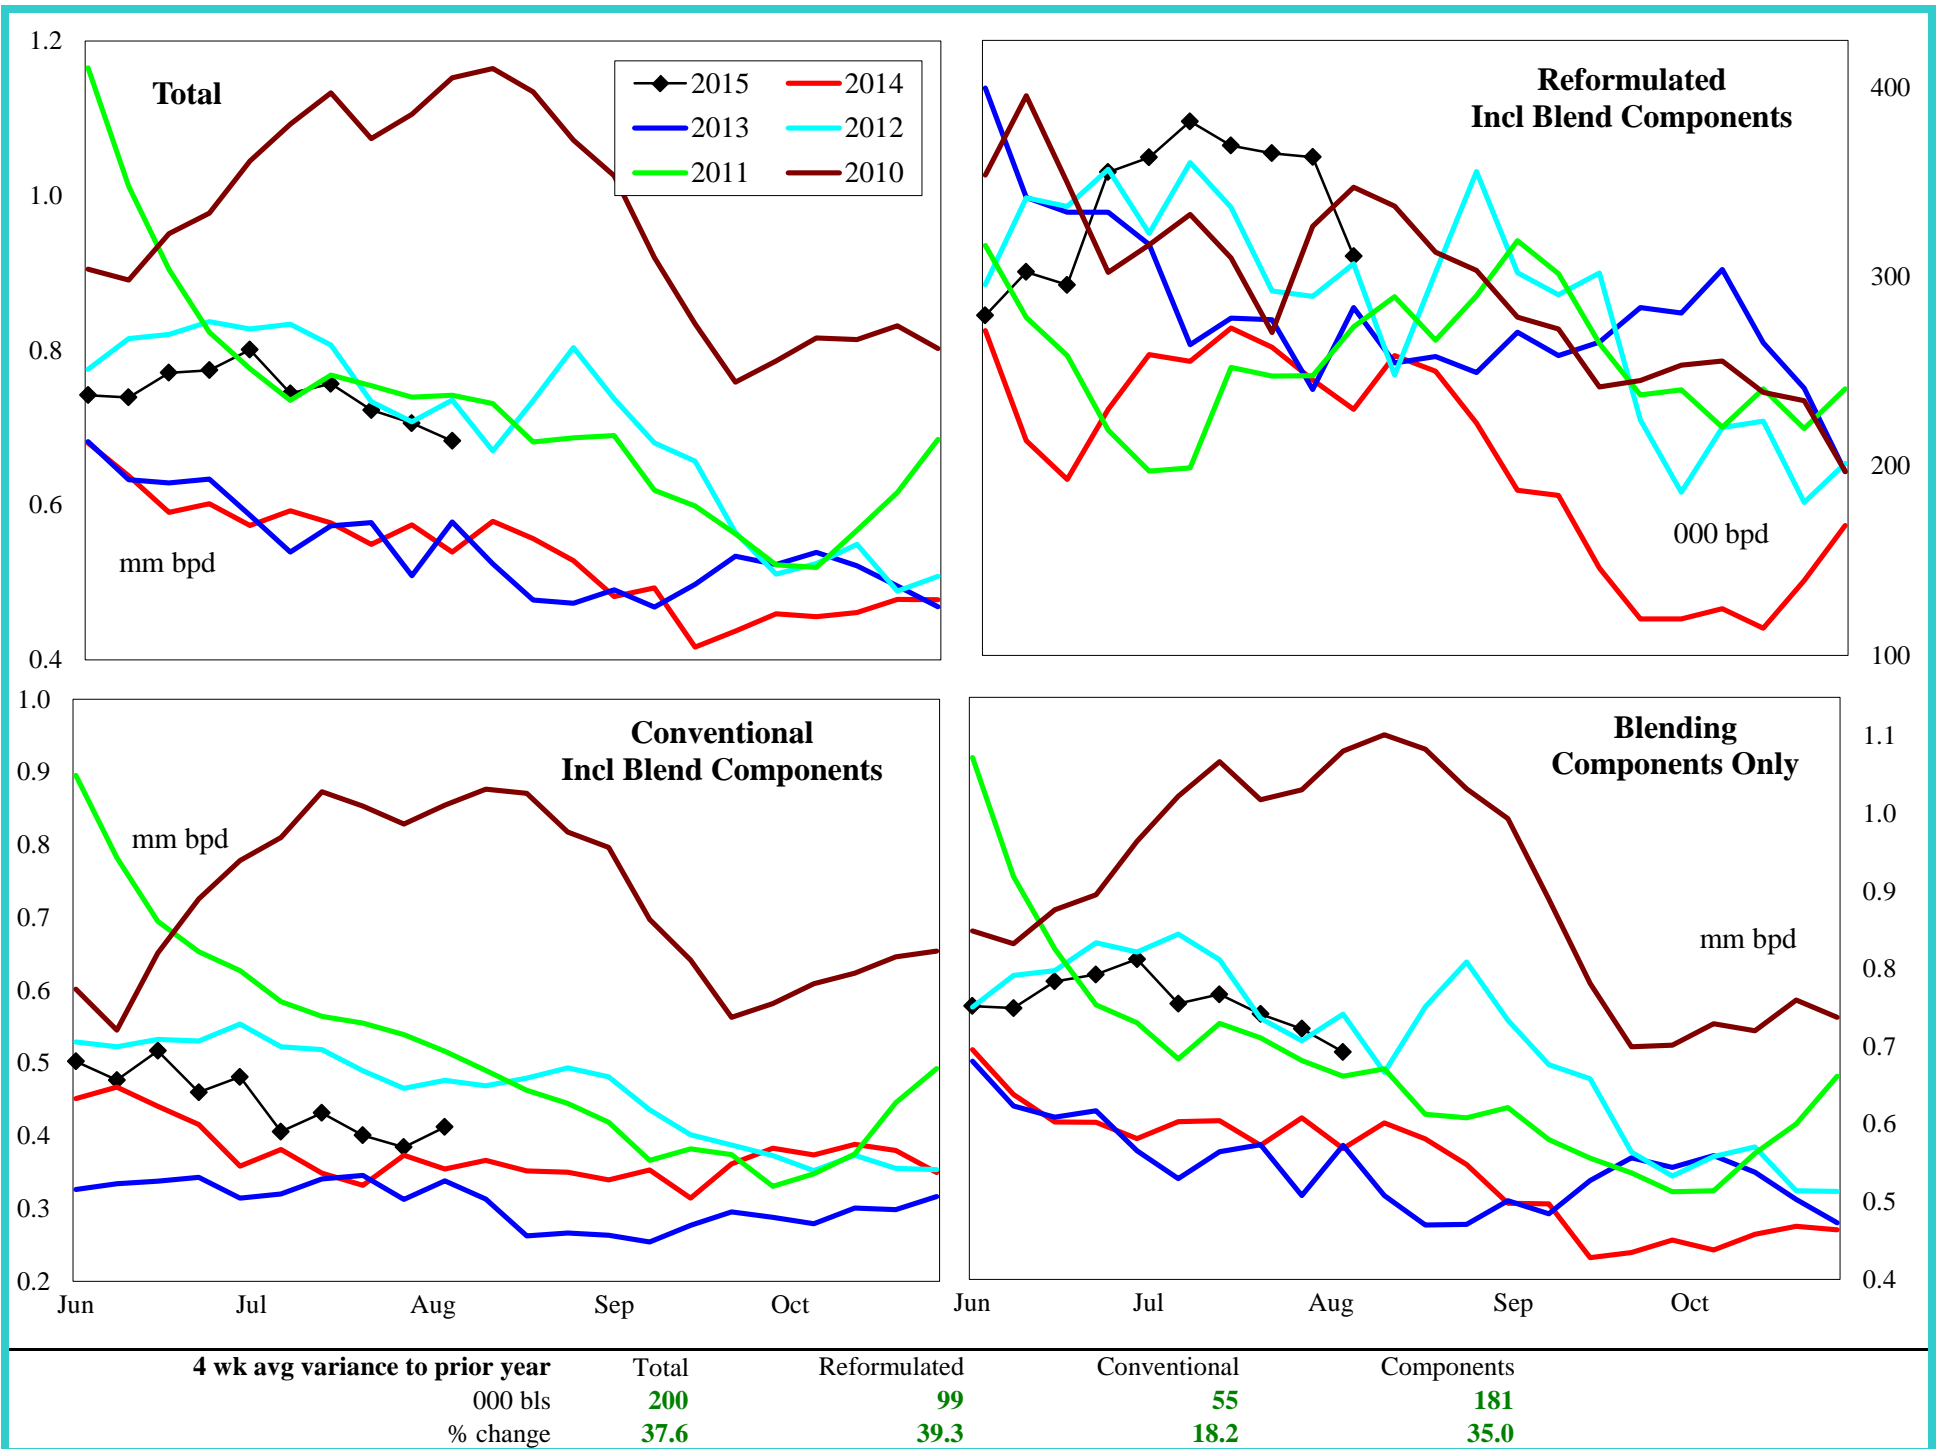 Total
1.2
1.0
0.8
0.6
0.4
mm bpd
2015 2014
2013 2012
2011 2010
Reformulated
Incl Blend Components
400
300
200
100
000 bpd
Conventional
Incl Blend Components
1.0
0.9
0.8
0.7
0.6
0.5
0.4
0.3
0.2
mm bpd
Jun Jul Aug Sep Oct
Blending
Components Only
1.1
1.0
0.9
0.8
0.7
0.6
0.5
0.4
mm bpd
Jun Jul Aug Sep Oct
4 wk avg variance to prior year Total Reformulated Conventional Components
000 bls 200 99 55 181
% change 37.6 39.3 18.2 35.0